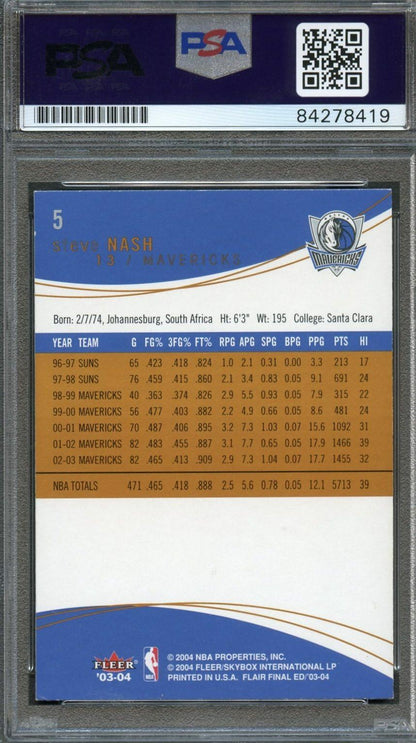 PSA
PSA
84278419
5
STEVE NASH
13 / MAVERICKS
MAVERICKS
Born: 2/7/74, Johannesburg, South Africa Ht: 6'3" Wt: 195 College: Santa Clara
YEAR TEAM G FG% 3FG% FT% RPG APG SPG BPG PPG PTS HI
96-97 SUNS 65 .423 .418 .824 1.0 2.1 0.31 0.00 3.3 213 17
97-98 SUNS 76 .459 .415 .860 2.1 3.4 0.83 0.05 9.1 691 24
98-99 MAVERICKS 40 .363 .374 .826 2.9 5.5 0.93 0.05 7.9 315 22
99-00 MAVERICKS 56 .477 .403 .882 2.2 4.9 0.66 0.05 8.6 481 24
00-01 MAVERICKS 70 .487 .406 .895 3.2 7.3 1.03 0.07 15.6 1092 31
01-02 MAVERICKS 82 .483 .455 .887 3.1 7.7 0.65 0.05 17.9 1466 39
02-03 MAVERICKS 82 .465 .413 .909 2.9 7.3 1.04 0.07 17.7 1455 32
NBA TOTALS 471 .465 .418 .888 2.5 5.6 0.78 0.05 12.1 5713 39
FLEER
'03-04
© 2004 NBA PROPERTIES, INC.
© 2004 FLEER/SKYBOX INTERNATIONAL LP
PRINTED IN U.S.A. FLAIR FINAL ED/'03-04